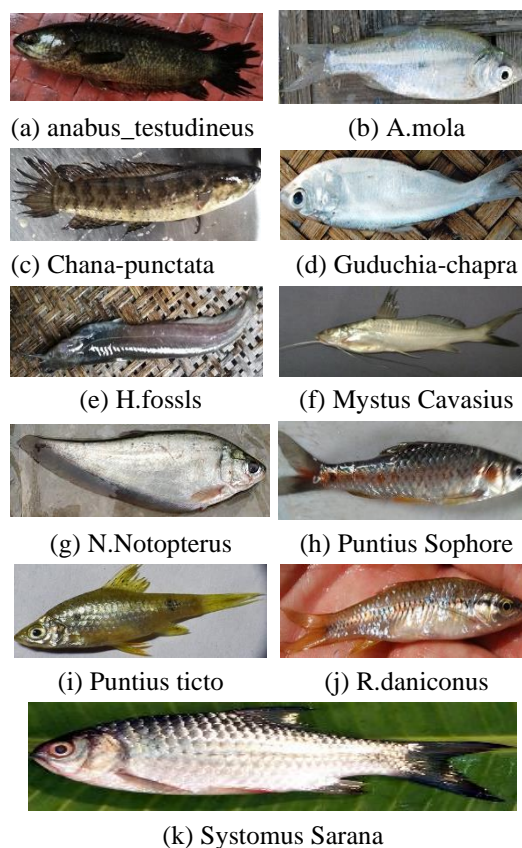 (a) anabus_testudineus
(b) A.mola
(c) Chana-punctata
(d) Guduchia-chapra
(e) H.fossls
(f) Mystus Cavasius
(g) N.Notopterus
(h) Puntius Sophore
(i) Puntius ticto
(j) R.daniconus
(k) Systomus Sarana